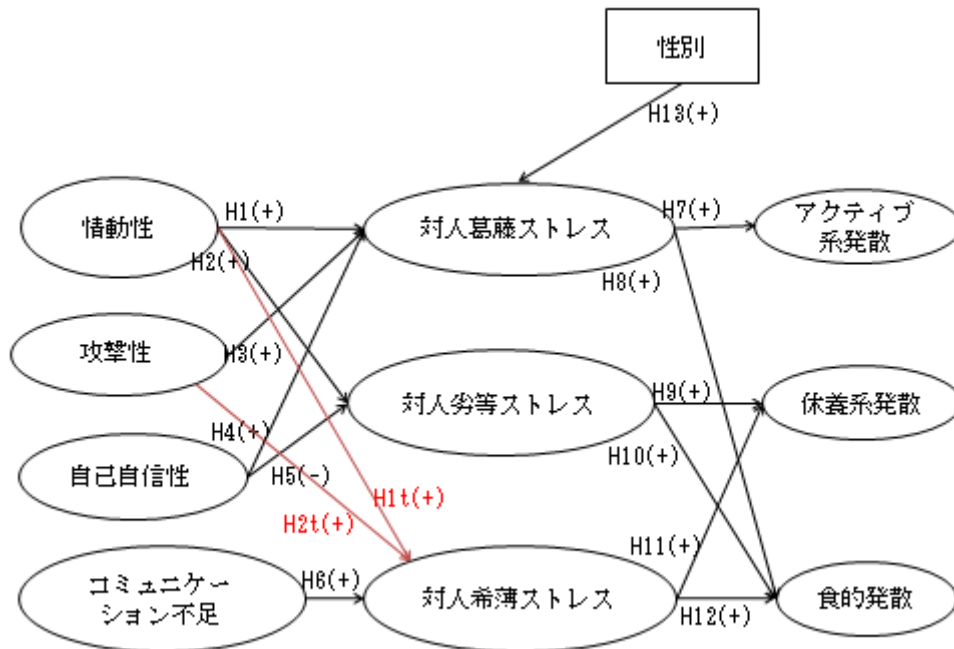 性別
H13(+)
情動性
H1(+)
H2(+)
対人葛藤ストレス
H7(+)
H8(+)
アクティブ
系発散
攻撃性
H3(+)
対人劣等ストレス
H9(+)
H10(+)
休養系発散
H4(+)
自己自信性
H5(-)
H1t(+)
H2t(+)
コミュニケー
ション不足
H6(+)
対人希薄ストレス
H11(+)
H12(+)
食的発散